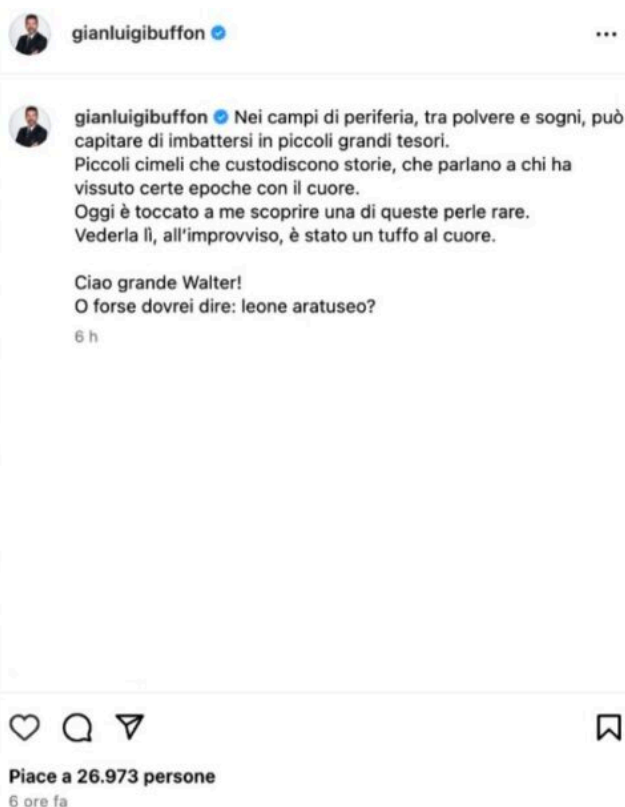 gianluigibuffon
gianluigibuffon Nei campi di periferia, tra polvere e sogni, può
capitare di imbattersi in piccoli grandi tesori.
Piccoli cimeli che custodiscono storie, che parlano a chi ha
vissuto certe epoche con il cuore.
Oggi è toccato a me scoprire una di queste perle rare.
Vederla lì, all'improvviso, è stato un tuffo al cuore.
Ciao grande Walter!
O forse dovrei dire: leone aratuseo?
6 h
Piace a 26.973 persone
6 ore fa